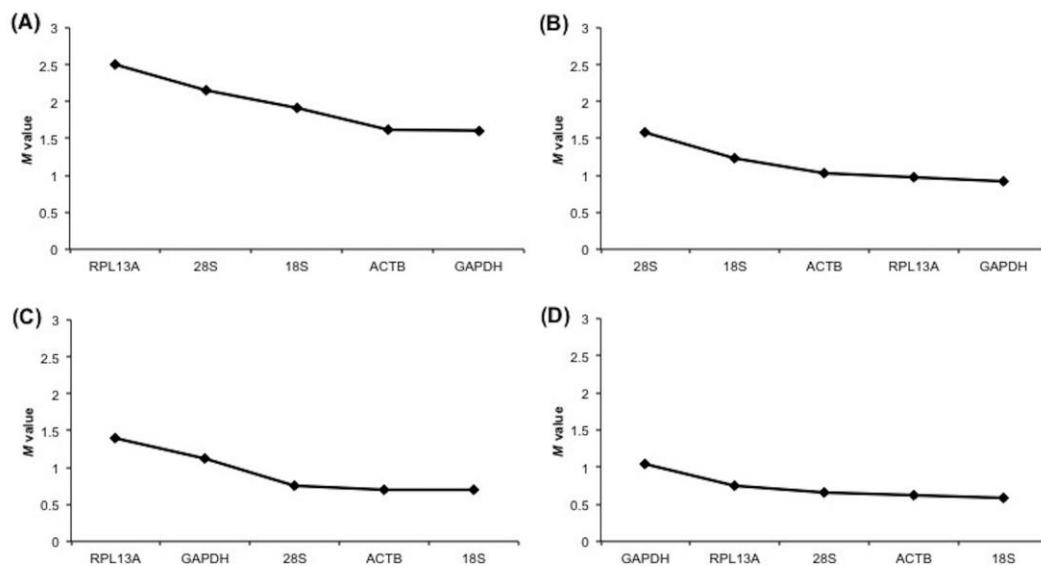 (A)
3
2.5
2
1.5
1
0.5
0
M value
RPL13A 28S 18S ACTB GAPDH
(B)
3
2.5
2
1.5
1
0.5
0
M value
28S 18S ACTB RPL13A GAPDH
(C)
3
2.5
2
1.5
1
0.5
0
M value
RPL13A GAPDH 28S ACTB 18S
(D)
3
2.5
2
1.5
1
0.5
0
M value
GAPDH RPL13A 28S ACTB 18S